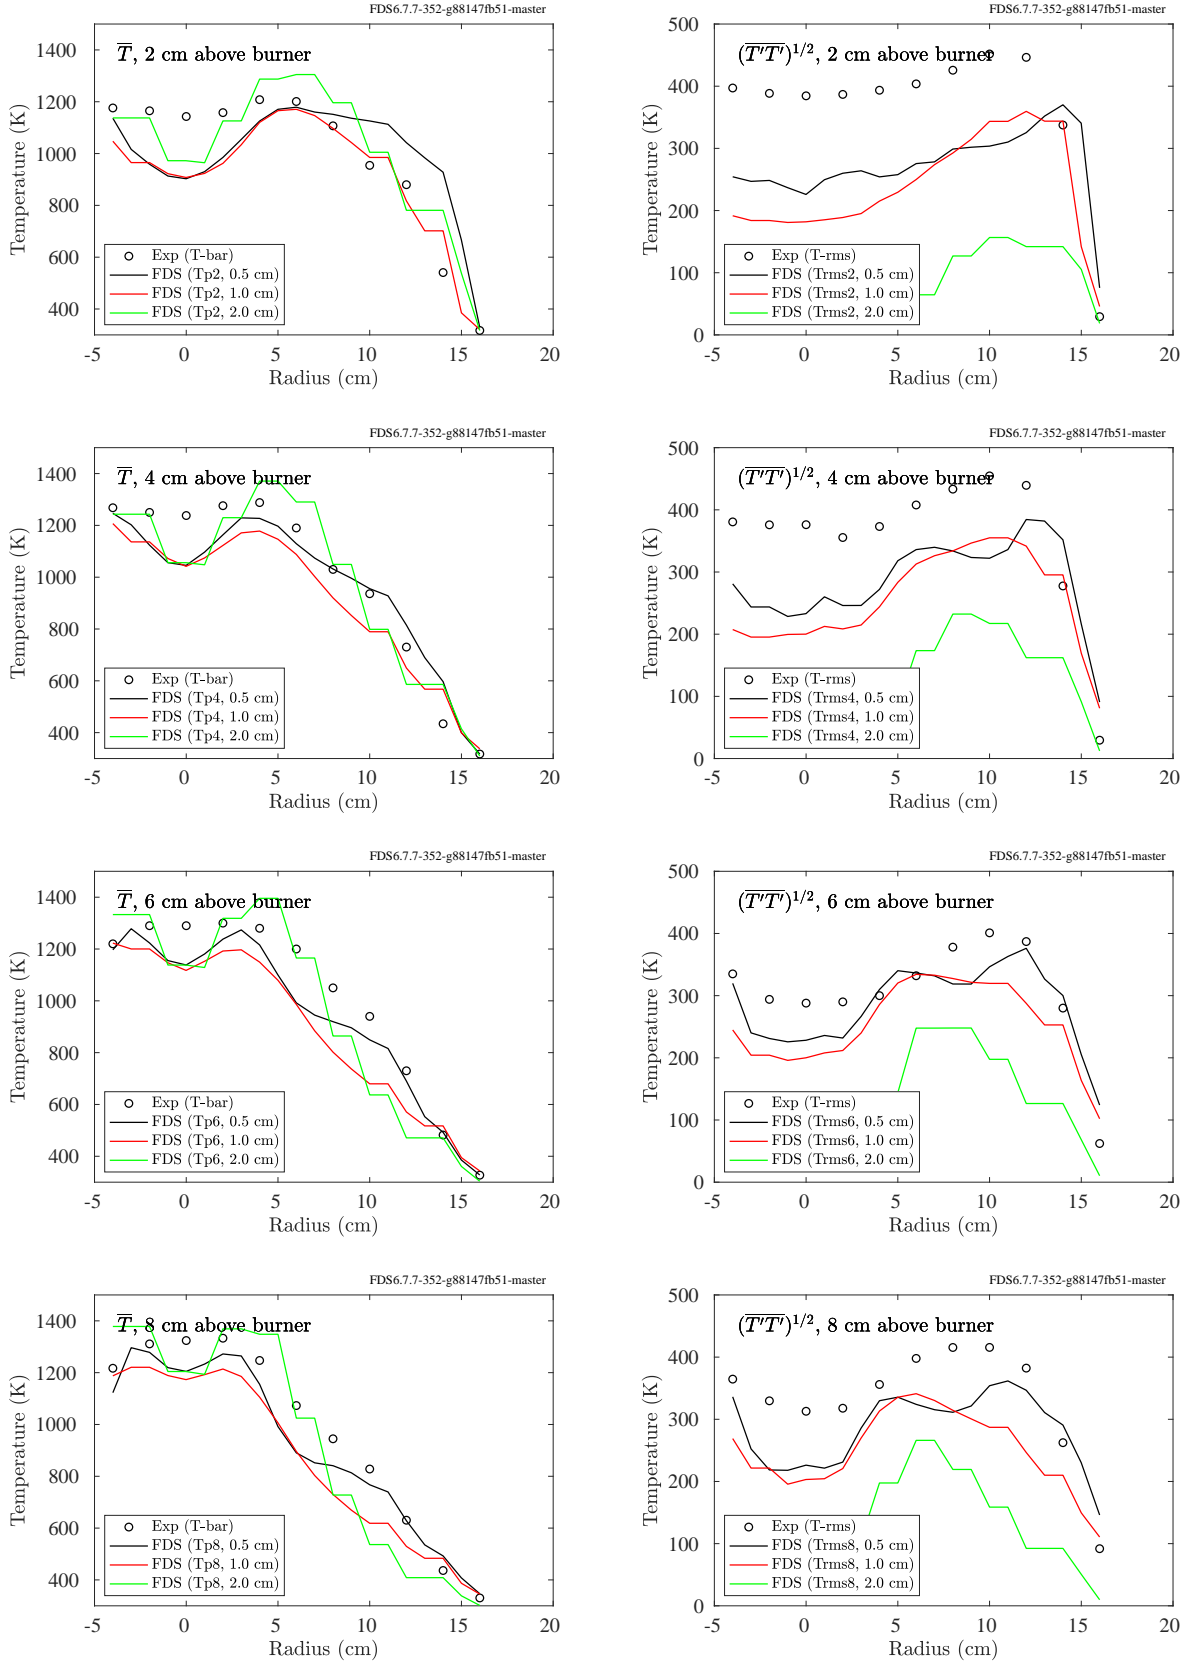 FDS6.7.7-352-g88147fb51-master
T, 2 cm above burner
Temperature (K)
1400
1200
1000
800
600
400
Exp (T-bar)
FDS (Tp2, 0.5 cm)
FDS (Tp2, 1.0 cm)
FDS (Tp2, 2.0 cm)
-5 0 5 10 15 20
Radius (cm)
FDS6.7.7-352-g88147fb51-master
(T′T′)1/2, 2 cm above burner
Temperature (K)
500
400
300
200
100
0
Exp (T-rms)
FDS (Trms2, 0.5 cm)
FDS (Trms2, 1.0 cm)
FDS (Trms2, 2.0 cm)
-5 0 5 10 15 20
Radius (cm)
FDS6.7.7-352-g88147fb51-master
T, 4 cm above burner
Temperature (K)
1400
1200
1000
800
600
400
Exp (T-bar)
FDS (Tp4, 0.5 cm)
FDS (Tp4, 1.0 cm)
FDS (Tp4, 2.0 cm)
-5 0 5 10 15 20
Radius (cm)
FDS6.7.7-352-g88147fb51-master
(T′T′)1/2, 4 cm above burner
Temperature (K)
500
400
300
200
100
0
Exp (T-rms)
FDS (Trms4, 0.5 cm)
FDS (Trms4, 1.0 cm)
FDS (Trms4, 2.0 cm)
-5 0 5 10 15 20
Radius (cm)
FDS6.7.7-352-g88147fb51-master
T, 6 cm above burner
Temperature (K)
1400
1200
1000
800
600
400
Exp (T-bar)
FDS (Tp6, 0.5 cm)
FDS (Tp6, 1.0 cm)
FDS (Tp6, 2.0 cm)
-5 0 5 10 15 20
Radius (cm)
FDS6.7.7-352-g88147fb51-master
(T′T′)1/2, 6 cm above burner
Temperature (K)
500
400
300
200
100
0
Exp (T-rms)
FDS (Trms6, 0.5 cm)
FDS (Trms6, 1.0 cm)
FDS (Trms6, 2.0 cm)
-5 0 5 10 15 20
Radius (cm)
FDS6.7.7-352-g88147fb51-master
T, 8 cm above burner
Temperature (K)
1400
1200
1000
800
600
400
Exp (T-bar)
FDS (Tp8, 0.5 cm)
FDS (Tp8, 1.0 cm)
FDS (Tp8, 2.0 cm)
-5 0 5 10 15 20
Radius (cm)
FDS6.7.7-352-g88147fb51-master
(T′T′)1/2, 8 cm above burner
Temperature (K)
500
400
300
200
100
0
Exp (T-rms)
FDS (Trms8, 0.5 cm)
FDS (Trms8, 1.0 cm)
FDS (Trms8, 2.0 cm)
-5 0 5 10 15 20
Radius (cm)